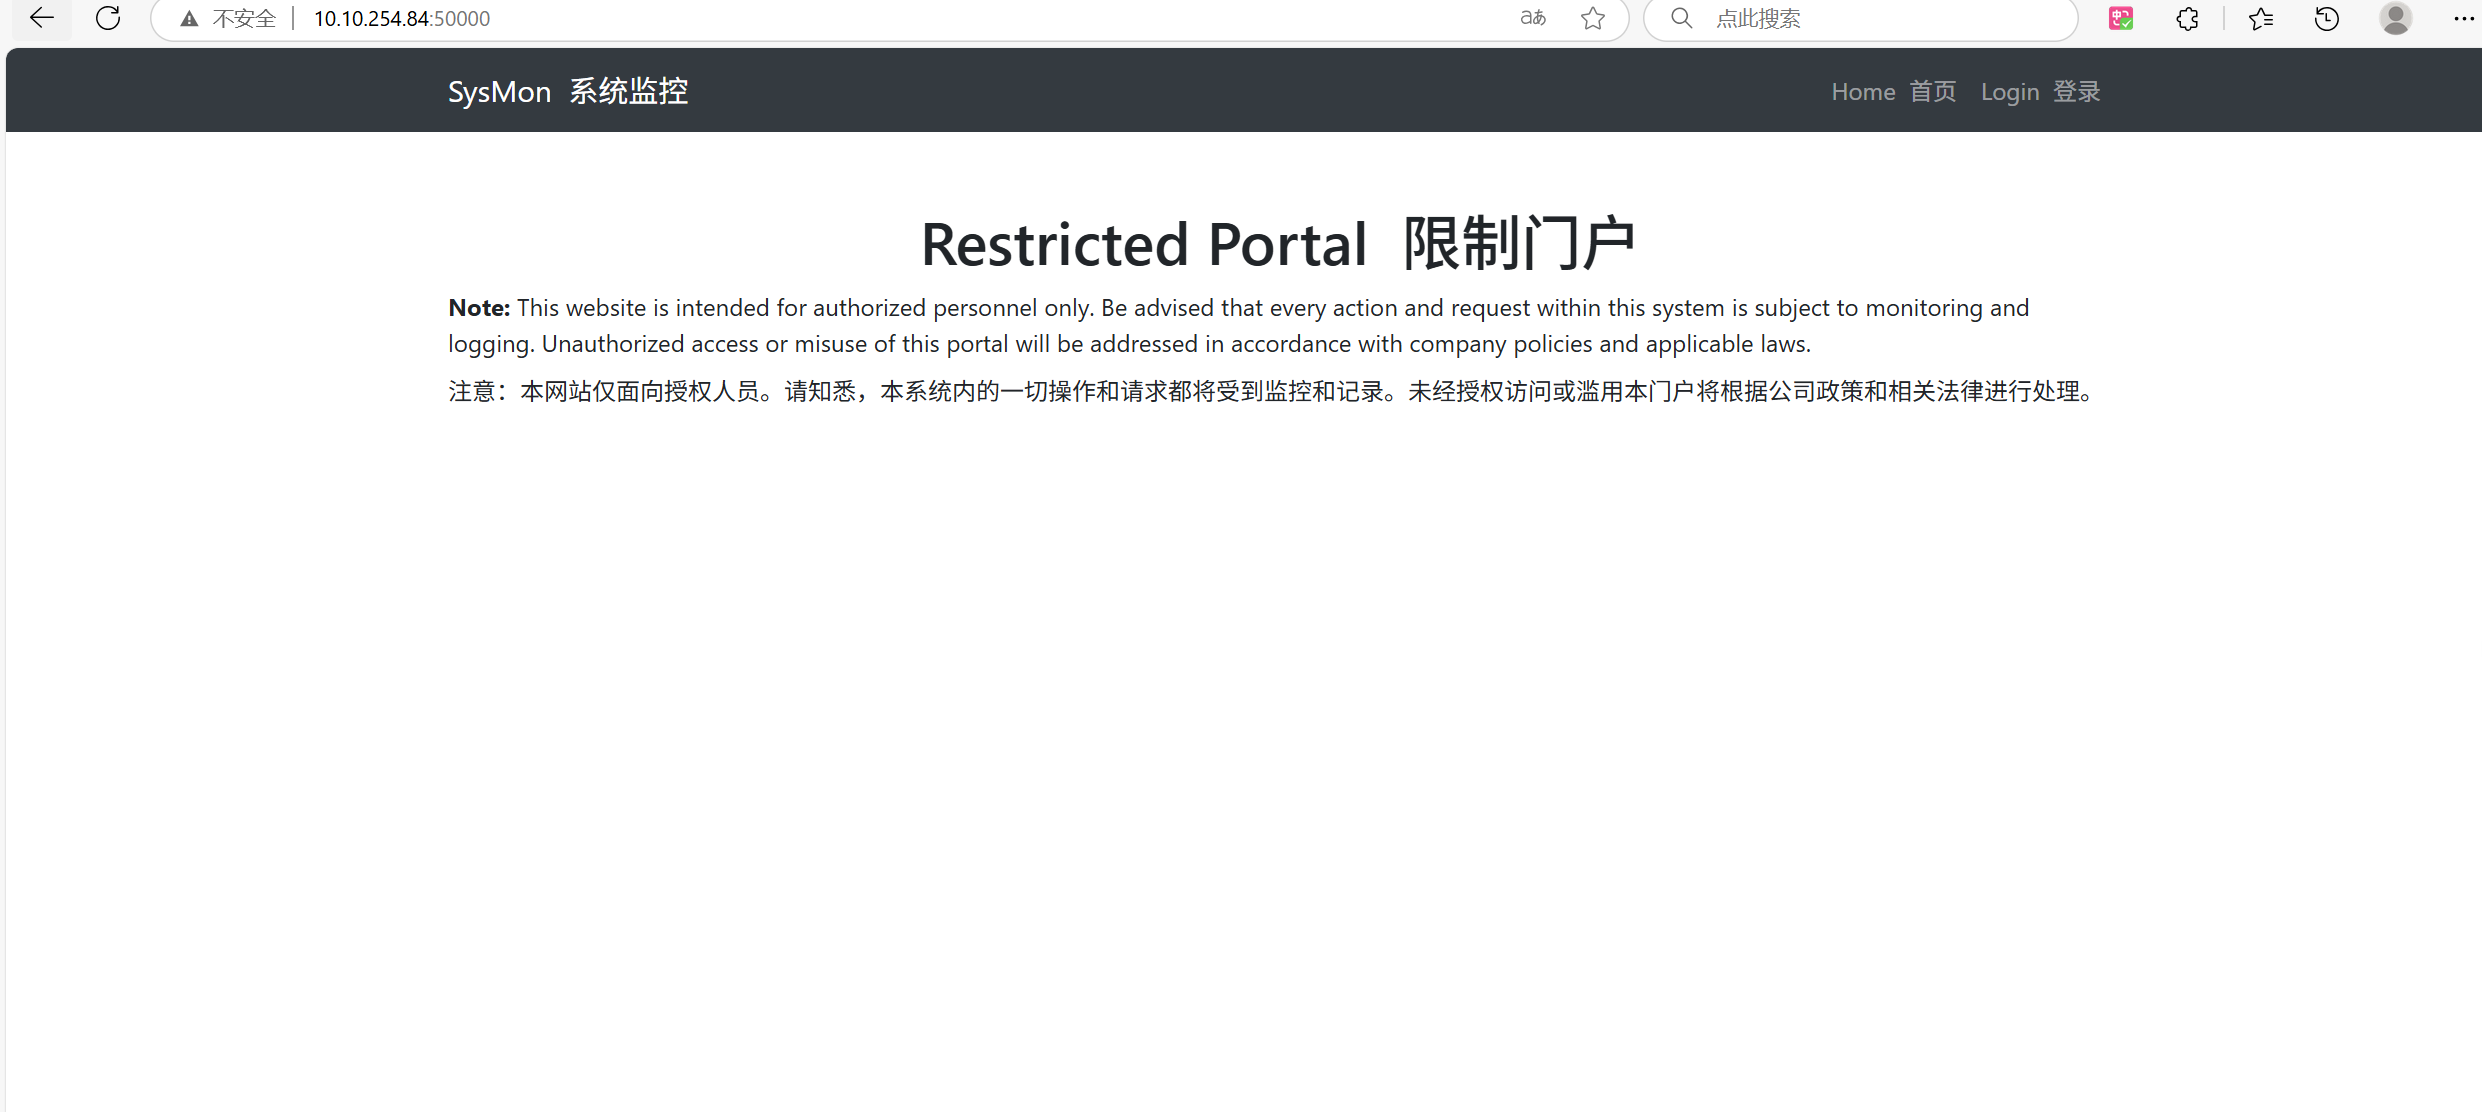 不安全 10.10.254.84:50000 aあ 点此搜索
SysMon 系统监控 Home 首页 Login 登录
Restricted Portal 限制门户
Note: This website is intended for authorized personnel only. Be advised that every action and request within this system is subject to monitoring and
logging. Unauthorized access or misuse of this portal will be addressed in accordance with company policies and applicable laws.
注意：本网站仅面向授权人员。请知悉，本系统内的一切操作和请求都将受到监控和记录。未经授权访问或滥用本门户将根据公司政策和相关法律进行处理。